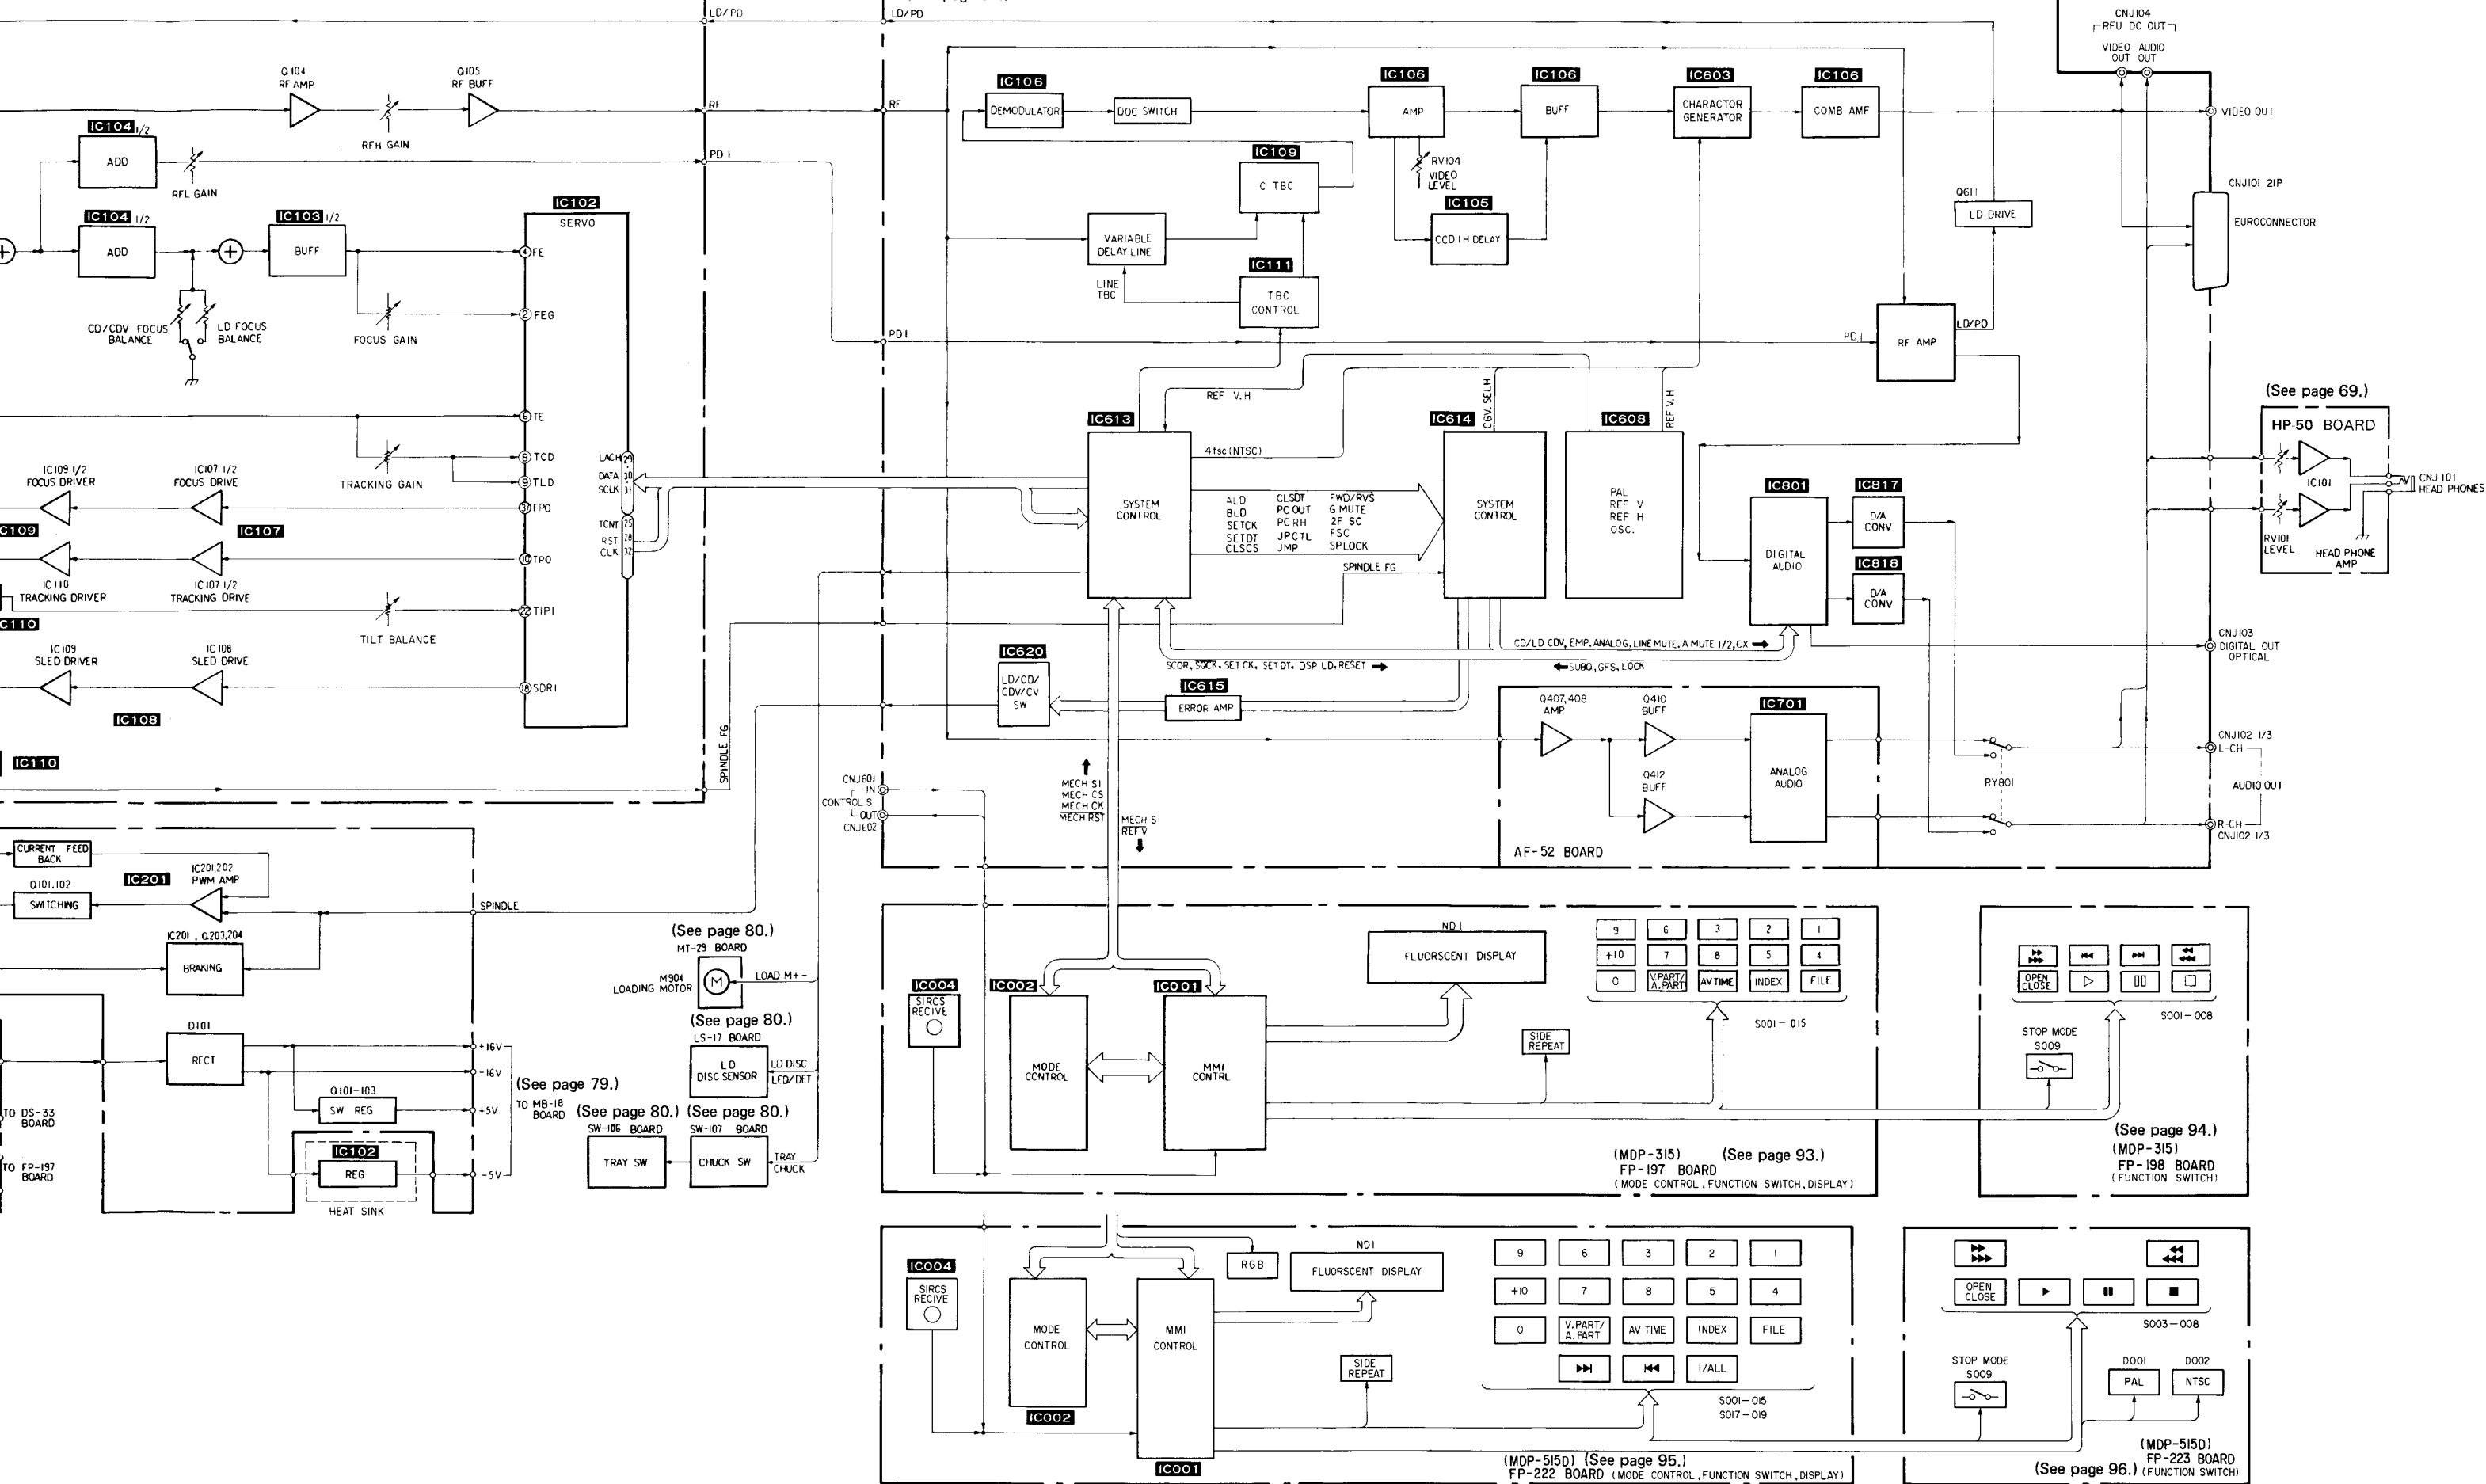 LD/PD
LD/PD
CNJ104
RFU DC OUT
VIDEO AUDIO
OUT OUT
Q104
RF AMP
Q105
RF BUFF
RFH GAIN
RF
RF
IC106
DEMODULATOR
DOC SWITCH
IC106
AMP
IC106
BUFF
IC603
CHARACTOR
GENERATOR
IC106
COMB AMF
VIDEO OUT
IC104 1/2
ADD
RFL GAIN
PD1
IC109
C TBC
RV104
VIDEO
LEVEL
IC105
CCD 1H DELAY
Q611
LD DRIVE
CNJ101 21P
EUROCONNECTOR
IC104 1/2
ADD
IC103 1/2
BUFF
IC102
SERVO
4 FE
2 FEG
CD/CDV FOCUS
BALANCE
LD FOCUS
BALANCE
FOCUS GAIN
VARIABLE
DELAY LINE
LINE
TBC
IC111
TBC
CONTROL
PD1
PD1
RF AMP
LD/PD
6 TE
8 TCD
9 TLD
37 FPO
10 TPO
22 TIP1
18 SDR1
LACH 29
DATA 30
SCLK 31
TCNT 25
RST 28
CLK 32
TRACKING GAIN
IC109 1/2
FOCUS DRIVER
IC107 1/2
FOCUS DRIVE
IC109
IC107
IC110
TRACKING DRIVER
IC107 1/2
TRACKING DRIVE
IC110
TILT BALANCE
IC109
SLED DRIVER
IC108
SLED DRIVE
IC108
IC110
SPINDLE FG
REF V.H
IC613
SYSTEM
CONTROL
4fsc(NTSC)
ALD
BLD
SETCK
SETDT
CLSCS
CLSDT
PC OUT
PC RH
JPCTL
JMP
FWD/RVS
G MUTE
2F SC
FSC
SPLOCK
CGV. SELH
IC614
SYSTEM
CONTROL
SPINDLE FG
IC608
REF V.H
PAL
REF V
REF H
OSC.
IC801
DIGITAL
AUDIO
IC817
D/A
CONV
IC818
D/A
CONV
(See page 69.)
HP-50 BOARD
IC101
RV101
LEVEL
HEAD PHONE
AMP
CNJ101
HEAD PHONES
CNJ103
DIGITAL OUT
OPTICAL
CD/LD CDV, EMP. ANALOG, LINE MUTE, A MUTE 1/2, CX
SCOR, SQCK, SET CK, SETDT, DSP LD, RESET
SUBQ, GFS, LOCK
IC620
LD/CD/
CDV/CV
SW
IC615
ERROR AMP
Q407,408
AMP
Q410
BUFF
Q412
BUFF
IC701
ANALOG
AUDIO
AF-52 BOARD
RY801
CNJ102 1/3
L-CH
AUDIO OUT
R-CH
CNJ102 1/3
CNJ601
IN
CONTROL S
OUT
CNJ602
MECH SI
MECH CS
MECH CK
MECH RST
MECH SI
REF V
CURRENT FEED
BACK
Q101,102
SWITCHING
IC201
IC201,202
PWM AMP
SPINDLE
IC201, Q203,204
BRAKING
D101
RECT
+16V
-16V
Q101-103
SW REG
+5V
IC102
REG
-5V
HEAT SINK
TO DS-33
BOARD
TO FP-197
BOARD
(See page 79.)
TO MB-18
BOARD
(See page 80.)
MT-29 BOARD
M904
LOADING MOTOR
M
LOAD M+-
(See page 80.)
LS-17 BOARD
LD
DISC SENSOR
LD DISC
LED/DET
(See page 80.)
SW-106 BOARD
TRAY SW
(See page 80.)
SW-107 BOARD
CHUCK SW
TRAY
CHUCK
IC004
SIRCS
RECIVE
IC002
MODE
CONTROL
IC001
MMI
CONTRL
ND1
FLUORSCENT DISPLAY
SIDE
REPEAT
9 6 3 2 1
+10 7 8 5 4
0 V.PART/A.PART AV TIME INDEX FILE
S001-015
(MDP-315) (See page 93.)
FP-197 BOARD
(MODE CONTROL, FUNCTION SWITCH, DISPLAY)
OPEN
CLOSE
S001-008
STOP MODE
S009
(See page 94.)
(MDP-315)
FP-198 BOARD
(FUNCTION SWITCH)
IC004
SIRCS
RECIVE
MODE
CONTROL
IC002
MMI
CONTROL
IC001
RGB
ND1
FLUORSCENT DISPLAY
SIDE
REPEAT
9 6 3 2 1
+10 7 8 5 4
0 V.PART/A.PART AV TIME INDEX FILE
1/ALL
S001-015
S017-019
(MDP-515D) (See page 95.)
FP-222 BOARD (MODE CONTROL, FUNCTION SWITCH, DISPLAY)
OPEN
CLOSE
S003-008
STOP MODE
S009
D001
PAL
D002
NTSC
(MDP-515D)
FP-223 BOARD
(See page 96.) (FUNCTION SWITCH)